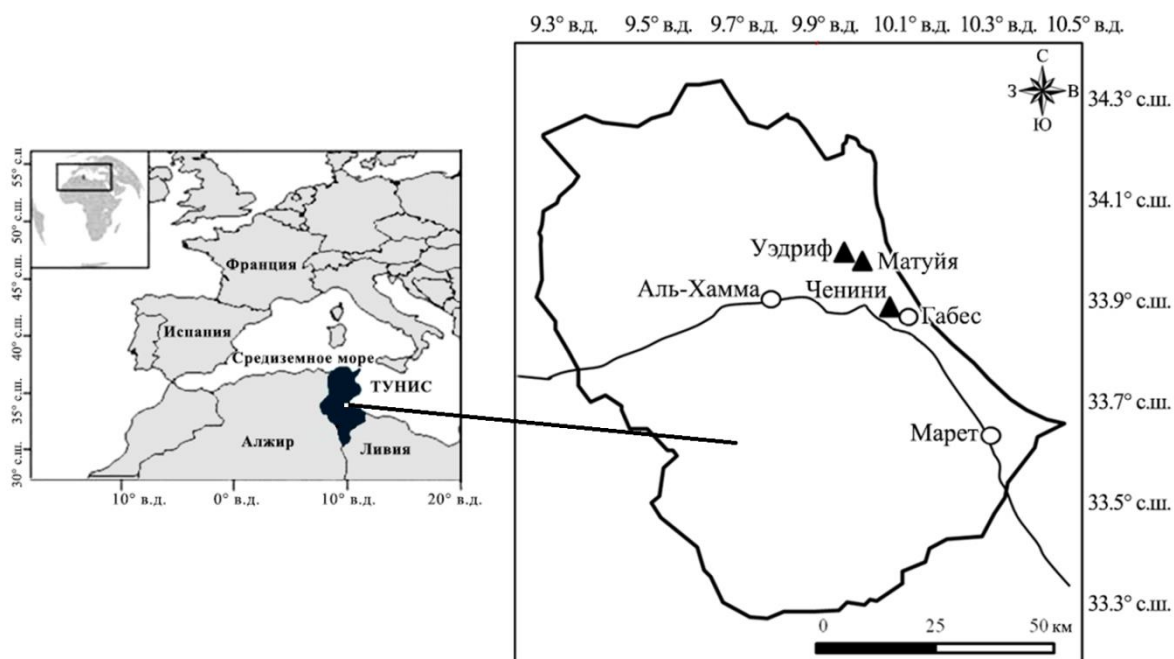 9.3° в.д. 9.5° в.д. 9.7° в.д. 9.9° в.д. 10.1° в.д. 10.3° в.д. 10.5° в.д.
С
З В
Ю
34.3° с.ш.
34.1° с.ш.
33.9° с.ш.
33.7° с.ш.
33.5° с.ш.
33.3° с.ш.
Уэдриф
Матуйя
Аль-Хамма
Ченини
Габес
Марет
0 25 50 км
55° с.ш
50° с.ш.
45° с.ш.
40° с.ш.
35° с.ш.
30° с.ш.
Франция
Испания
Средиземное море
ТУНИС
Алжир
Ливия
10° в.д. 0° в.д. 10° в.д. 20° в.д.